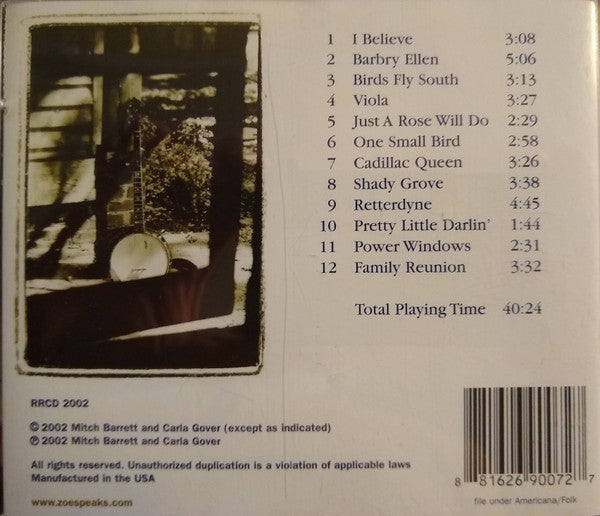 1 I Believe 3:08
2 Barbry Ellen 5:06
3 Birds Fly South 3:13
4 Viola 3:27
5 Just A Rose Will Do 2:29
6 One Small Bird 2:58
7 Cadillac Queen 3:26
8 Shady Grove 3:38
9 Retterdyne 4:45
10 Pretty Little Darlin' 1:44
11 Power Windows 2:31
12 Family Reunion 3:32
Total Playing Time 40:24
RRCD 2002
© 2002 Mitch Barrett and Carla Gover (except as indicated)
℗ 2002 Mitch Barrett and Carla Gover
All rights reserved. Unauthorized duplication is a violation of applicable laws
Manufactured in the USA
www.zoespeaks.com
8 81626 90072 7
file under Americana/Folk